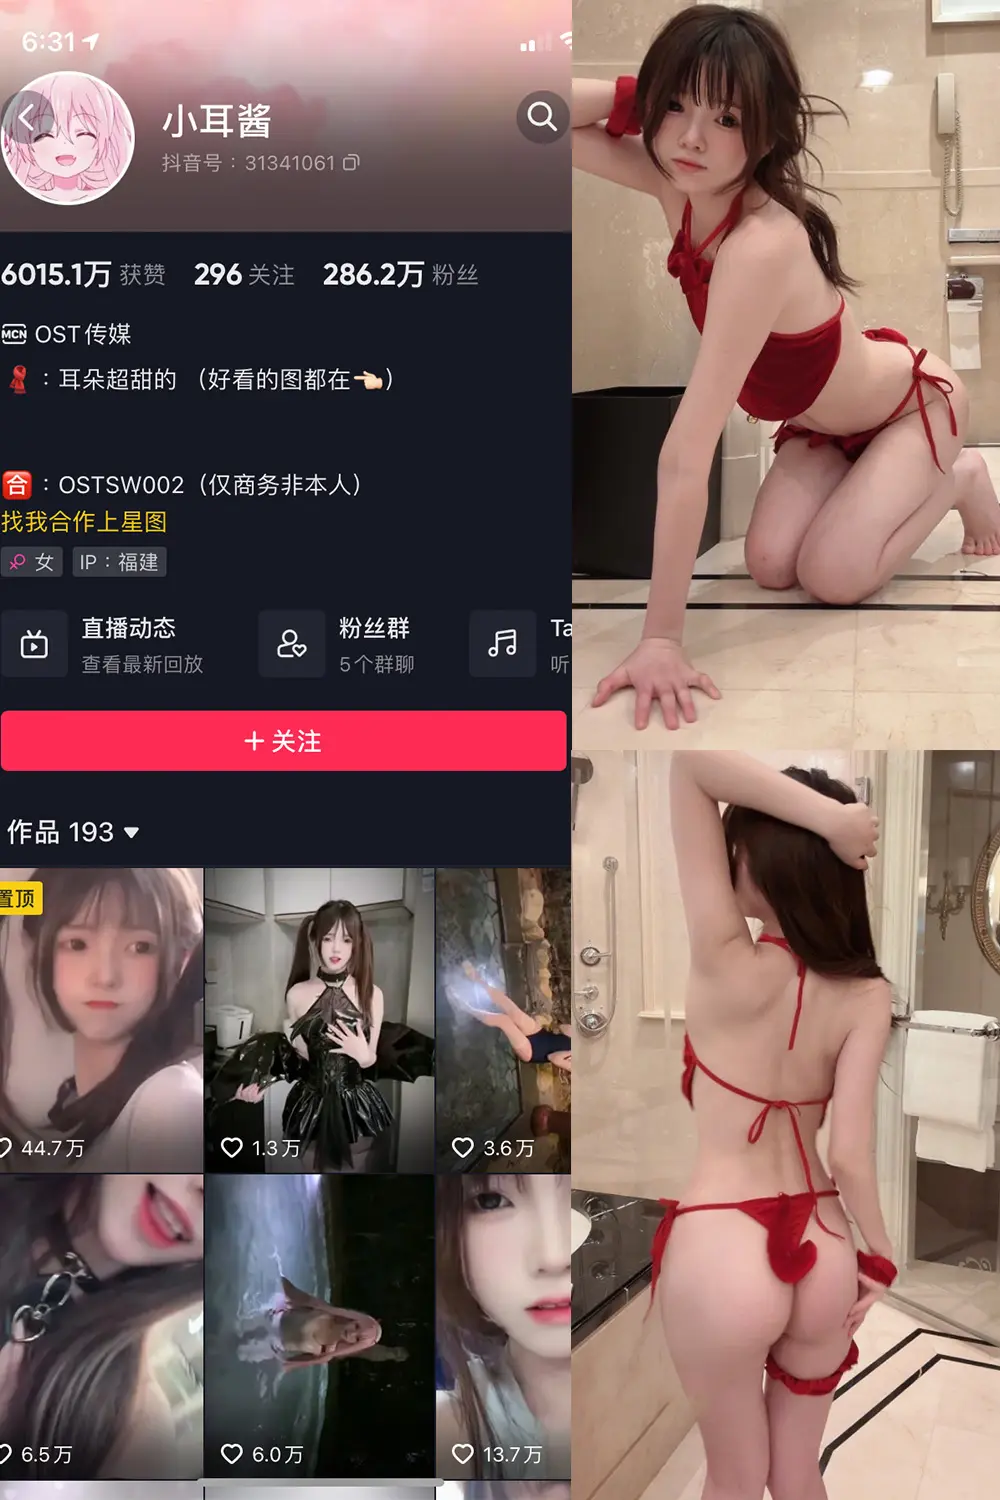 6:31
小耳酱
抖音号：31341061
6015.1万 获赞 296 关注 286.2万 粉丝
MCN OST传媒
：耳朵超甜的 （好看的图都在👈🏻）
合：OSTSW002（仅商务非本人）
找我合作上星图
女 IP：福建
直播动态
查看最新回放
粉丝群
5个群聊
Ta
听
＋关注
作品 193
置顶
44.7万
1.3万
3.6万
6.5万
6.0万
13.7万